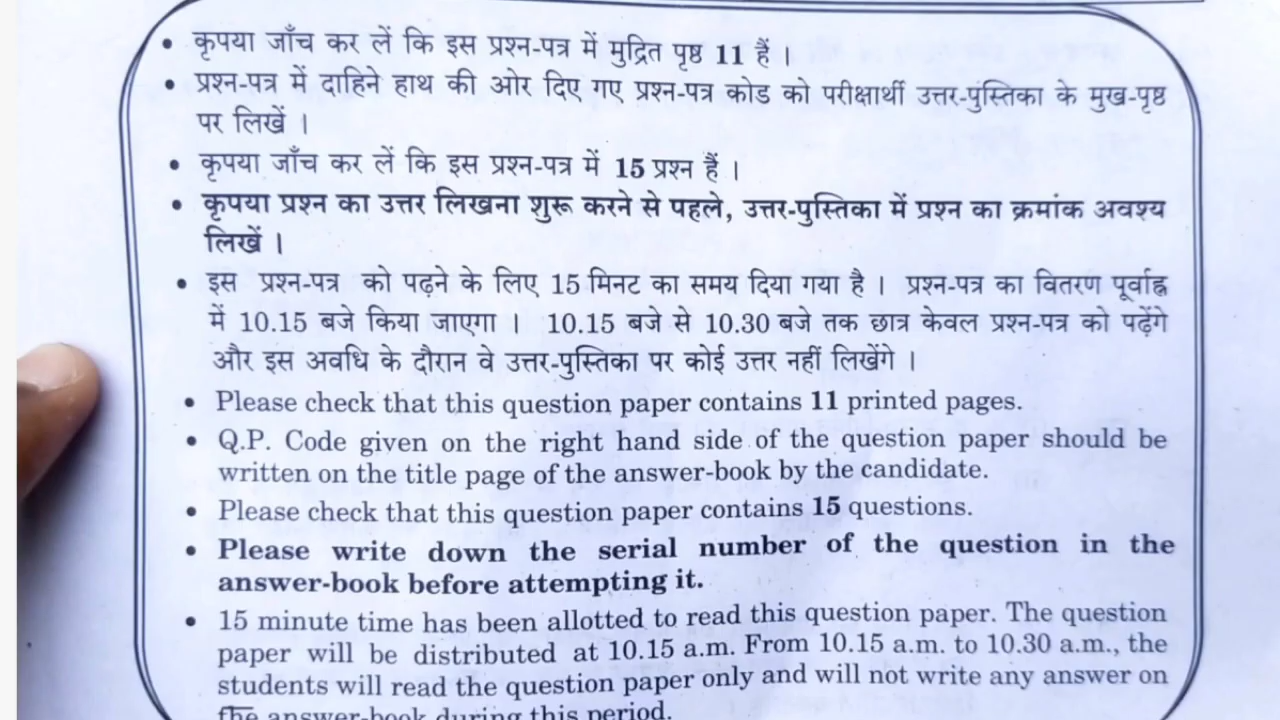 • कृपया जाँच कर लें कि इस प्रश्न-पत्र में मुद्रित पृष्ठ 11 हैं ।
• प्रश्न-पत्र में दाहिने हाथ की ओर दिए गए प्रश्न-पत्र कोड को परीक्षार्थी उत्तर-पुस्तिका के मुख-पृष्ठ
पर लिखें ।
• कृपया जाँच कर लें कि इस प्रश्न-पत्र में 15 प्रश्न हैं ।
• कृपया प्रश्न का उत्तर लिखना शुरू करने से पहले, उत्तर-पुस्तिका में प्रश्न का क्रमांक अवश्य
लिखें ।
• इस प्रश्न-पत्र को पढ़ने के लिए 15 मिनट का समय दिया गया है । प्रश्न-पत्र का वितरण पूर्वाह्न
में 10.15 बजे किया जाएगा । 10.15 बजे से 10.30 बजे तक छात्र केवल प्रश्न-पत्र को पढ़ेंगे
और इस अवधि के दौरान वे उत्तर-पुस्तिका पर कोई उत्तर नहीं लिखेंगे ।
• Please check that this question paper contains 11 printed pages.
• Q.P. Code given on the right hand side of the question paper should be
written on the title page of the answer-book by the candidate.
• Please check that this question paper contains 15 questions.
• Please write down the serial number of the question in the
answer-book before attempting it.
• 15 minute time has been allotted to read this question paper. The question
paper will be distributed at 10.15 a.m. From 10.15 a.m. to 10.30 a.m., the
students will read the question paper only and will not write any answer on
the answer-book during this period.